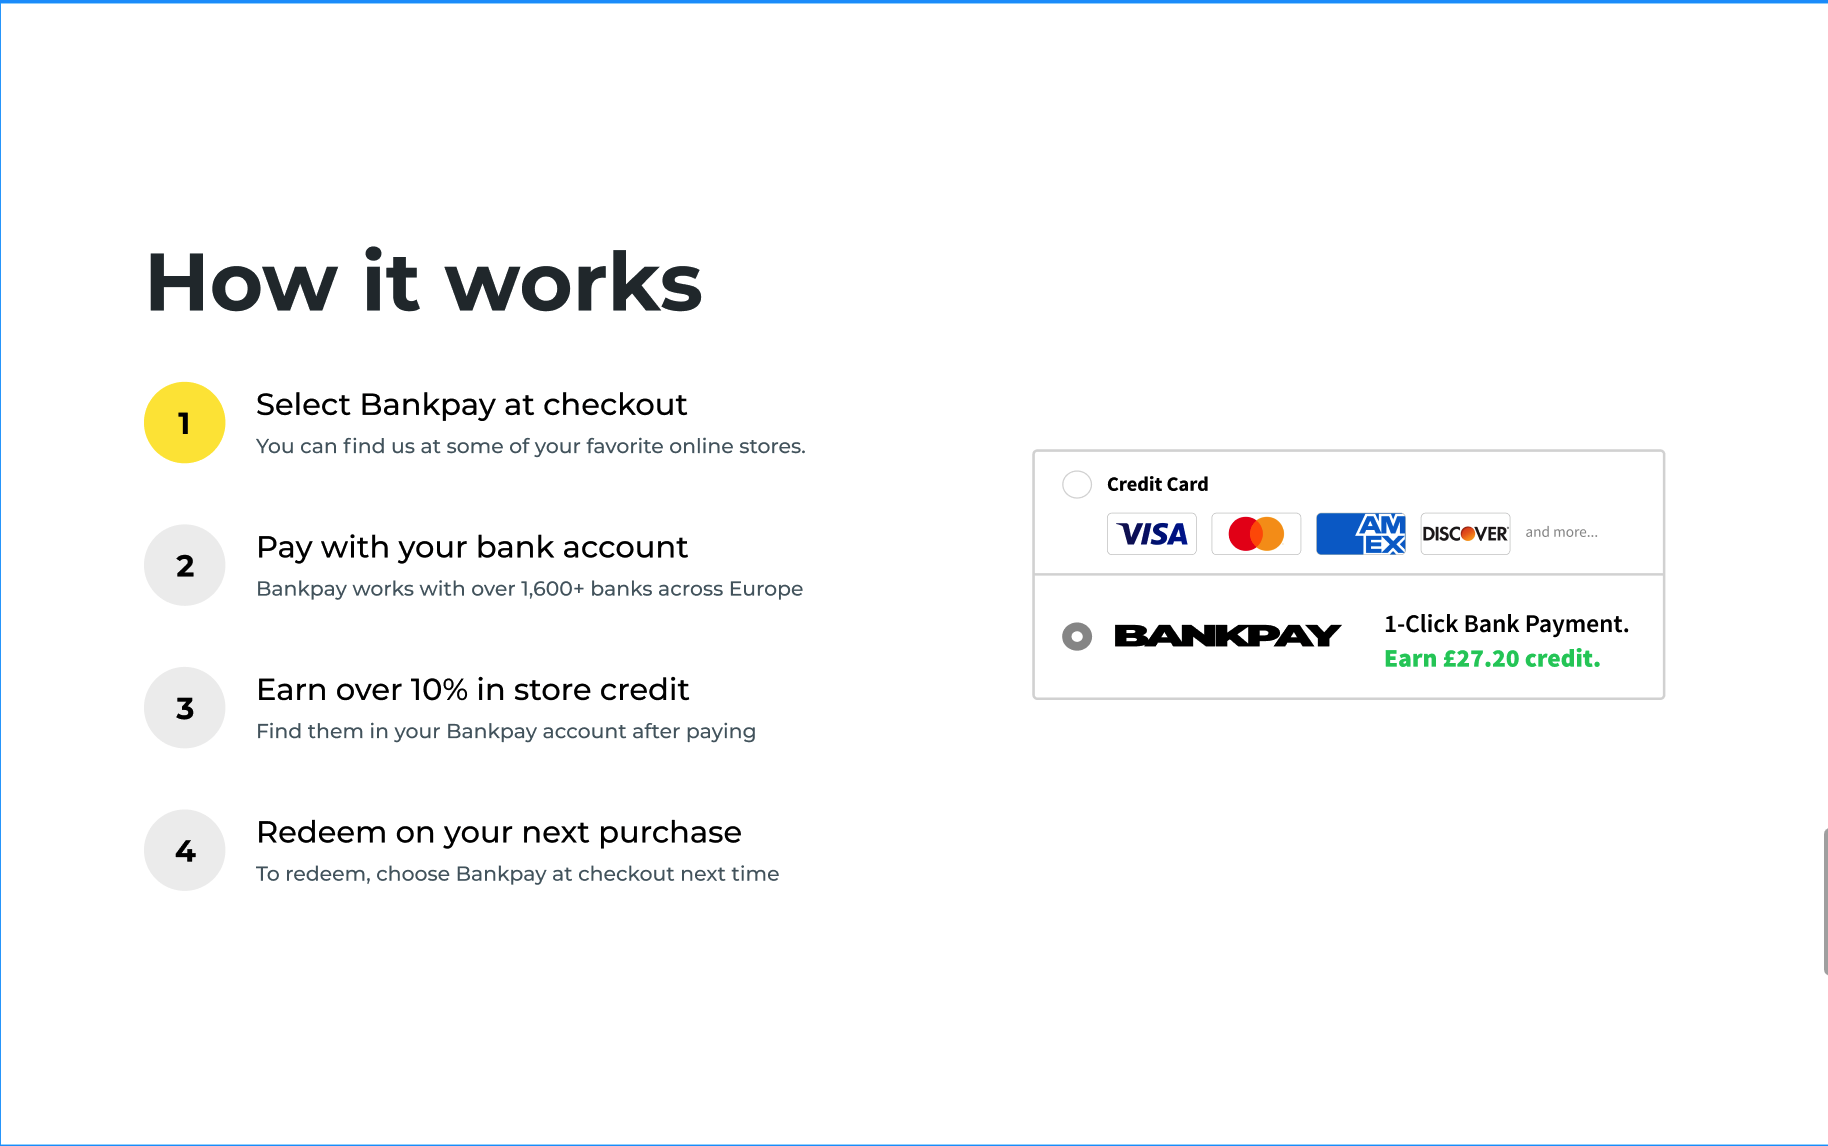 How it works
1
Select Bankpay at checkout
You can find us at some of your favorite online stores.
2
Pay with your bank account
Bankpay works with over 1,600+ banks across Europe
3
Earn over 10% in store credit
Find them in your Bankpay account after paying
4
Redeem on your next purchase
To redeem, choose Bankpay at checkout next time
Credit Card
VISA AMEX DISCOVER and more...
BANKPAY
1-Click Bank Payment.
Earn £27.20 credit.